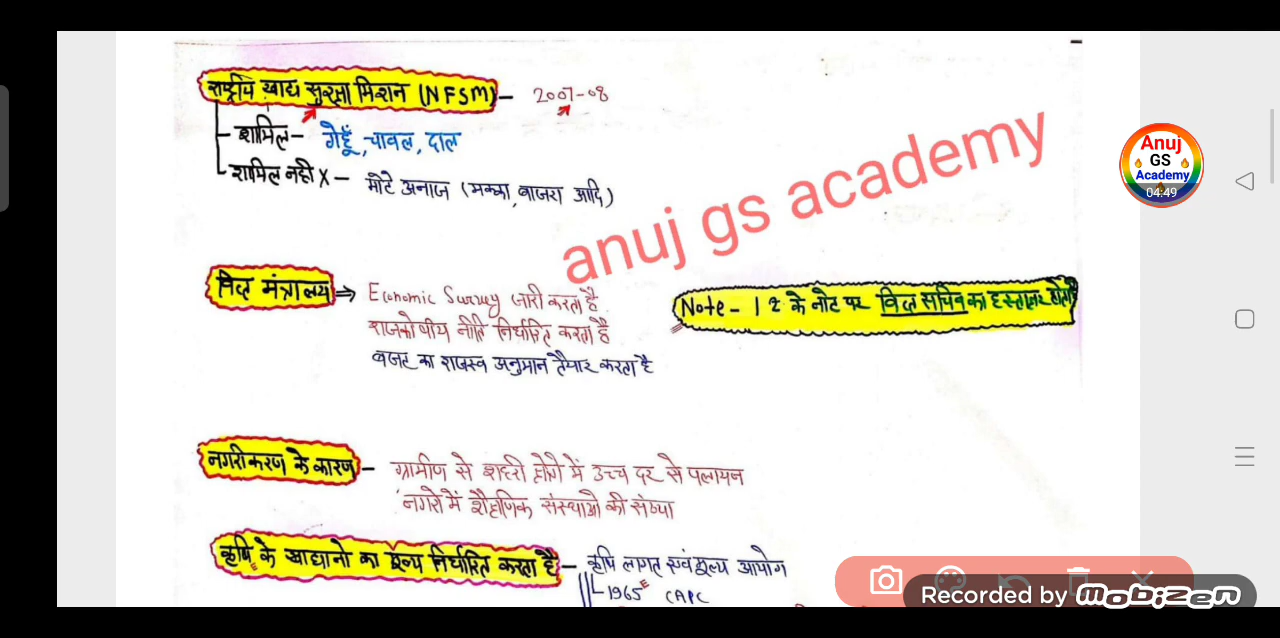 राष्ट्रीय खाद्य सुरक्षा मिशन (NFSM) - 2007-08
शामिल - गेहूँ, चावल, दाल
शामिल नही X - मोटे अनाज (मक्का, बाजरा आदि)
anuj gs academy
Anuj
GS
Academy
04:49
वित्त मंत्रालय ⇒ Economic Survey जारी करता है.
राजकोषीय नीति निर्धारित करता है
बजट का राजस्व अनुमान तैयार करता है
Note - 1 ₹ के नोट पर वित्त सचिव का हस्ताक्षर होता है
नगरीकरण के कारण - ग्रामीण से शहरी क्षेत्रो में उच्च दर से पलायन
नगरो में शैक्षणिक संस्थाओ की संख्या
कृषि के खाद्यानो का मूल्य निर्धारित करता है - कृषि लागत एवं मूल्य आयोग
1965 CAPC
Recorded by mobizen